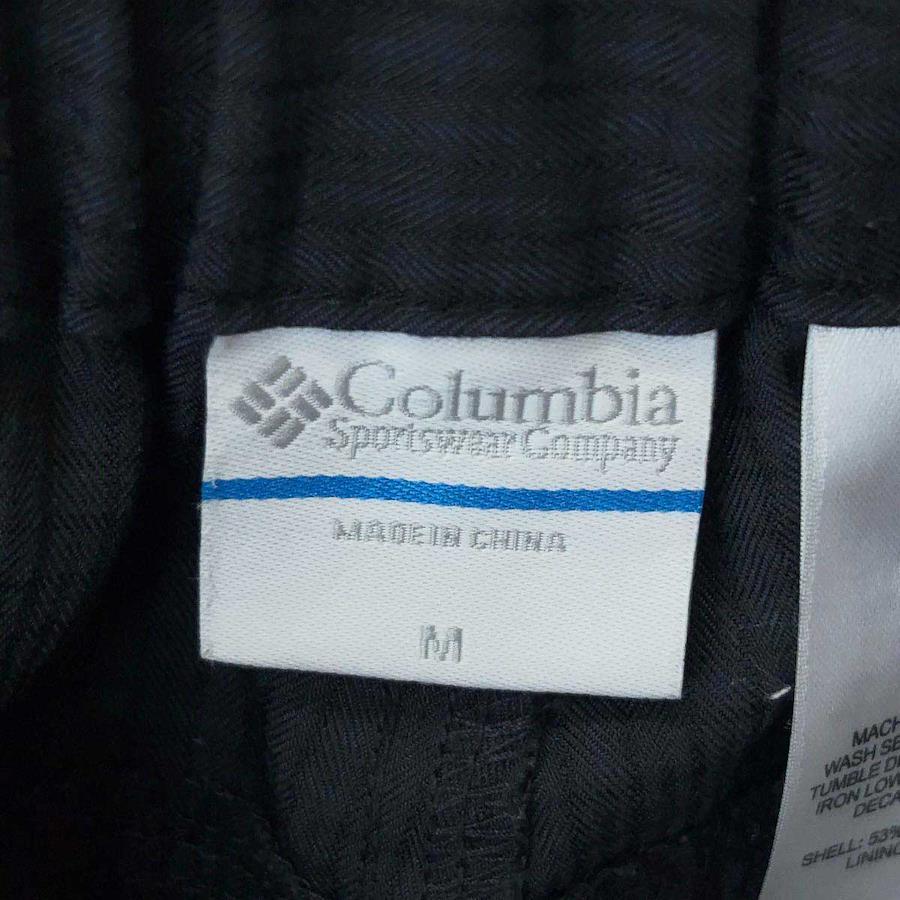 Columbia
Sportswear Company
MADE IN CHINA
M
MACH
WASH SE
TUMBLE D
IRON LOW
DECA
SHELL: 53%
LINING